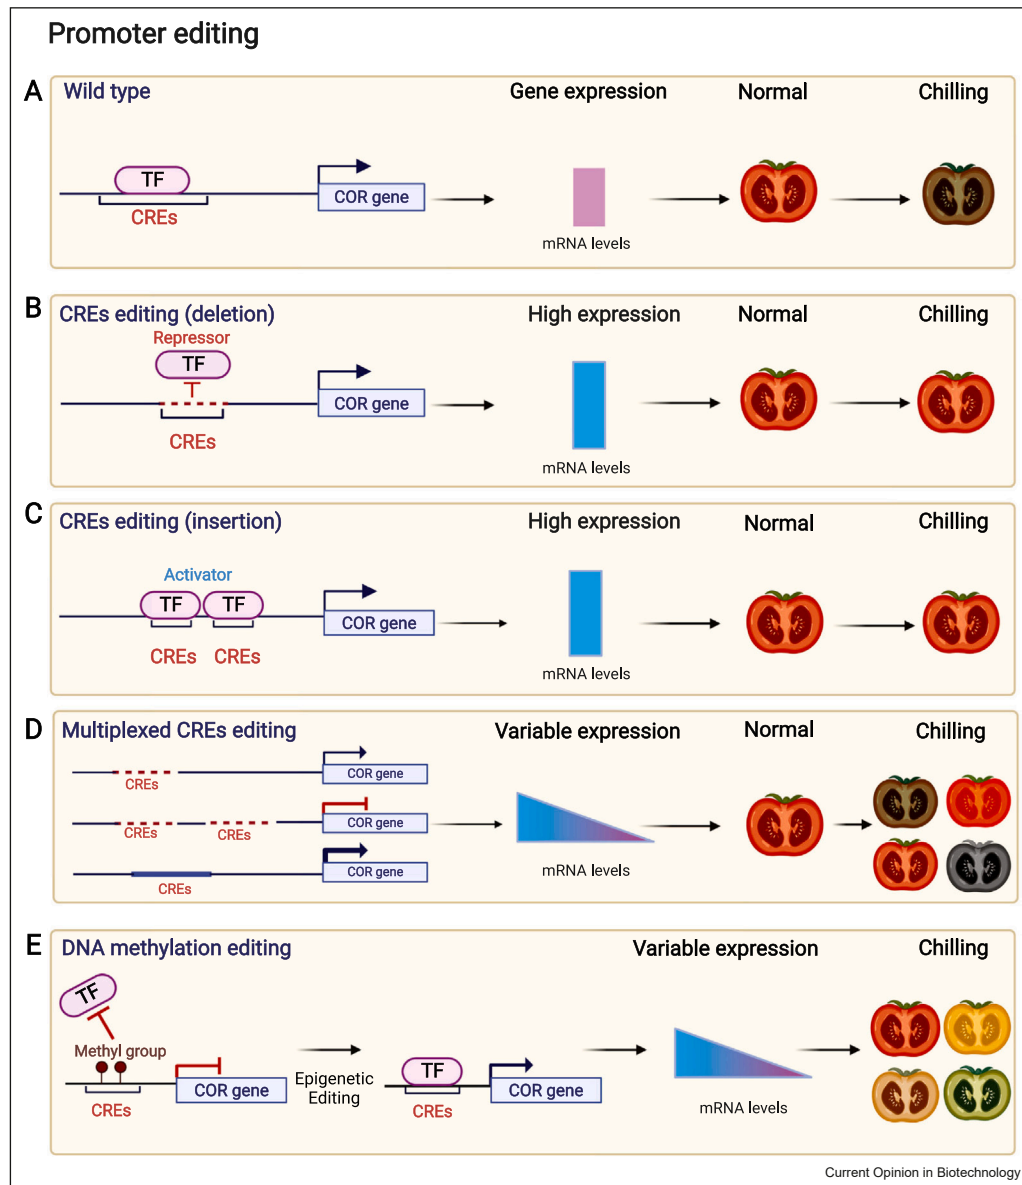 Promoter editing
A
Wild type
Gene expression
Normal
Chilling
TF
CREs
COR gene
mRNA levels
B
CREs editing (deletion)
High expression
Normal
Chilling
Repressor
TF
COR gene
CREs
mRNA levels
C
CREs editing (insertion)
High expression
Normal
Chilling
Activator
TF
TF
COR gene
CREs
CREs
mRNA levels
D
Multiplexed CREs editing
Variable expression
Normal
Chilling
COR gene
CREs
COR gene
CREs
CREs
COR gene
CREs
mRNA levels
E
DNA methylation editing
Variable expression
Chilling
TF
Methyl group
COR gene
CREs
Epigenetic
Editing
TF
COR gene
CREs
mRNA levels
Current Opinion in Biotechnology